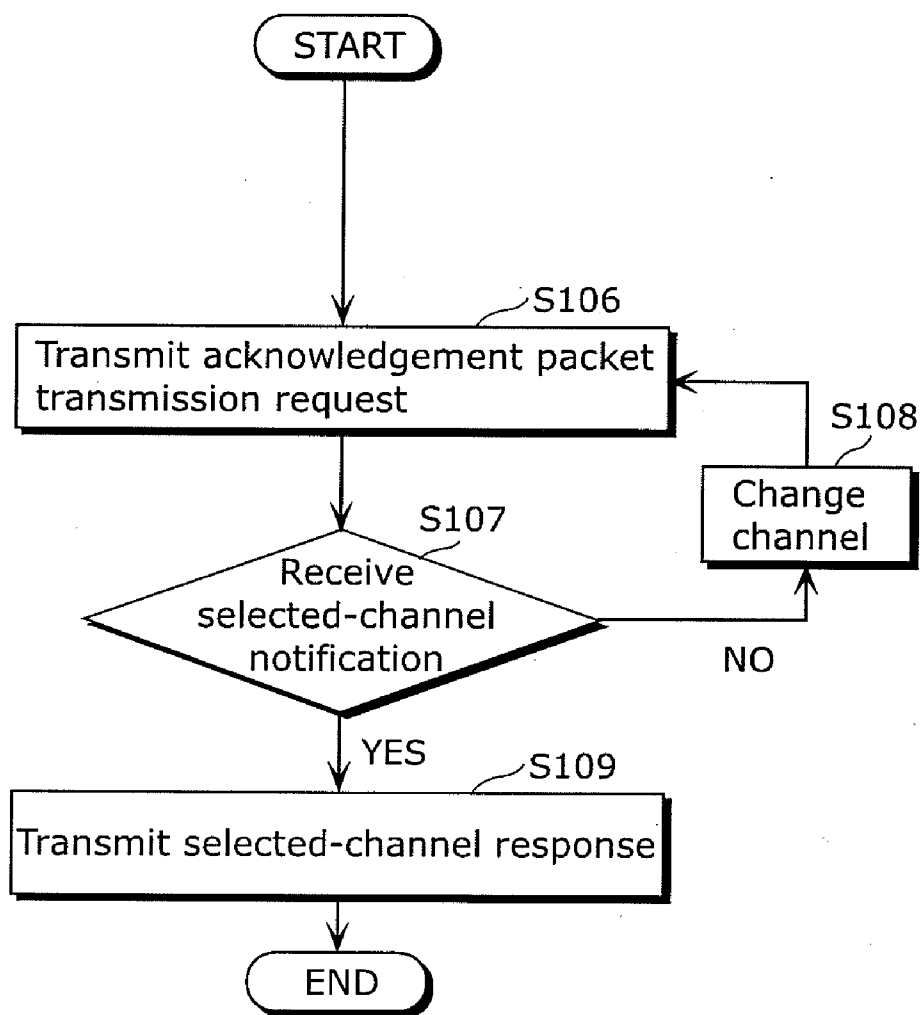 START
S106
Transmit acknowledgement packet
transmission request
S108
Change
channel
S107
Receive
selected-channel
notification
NO
YES
S109
Transmit selected-channel response
END